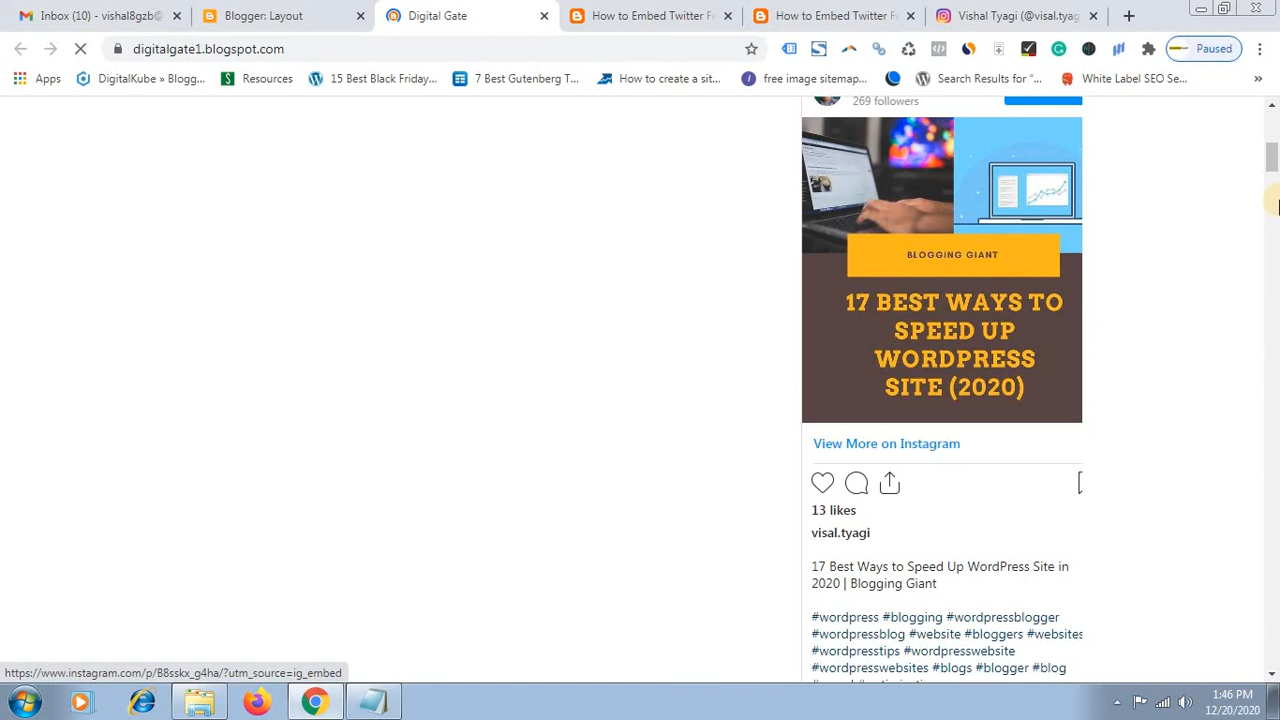 Inbox (10) - vishal8gzb@
Blogger: Layout
Digital Gate
How to Embed Twitter F
How to Embed Twitter F
Vishal Tyagi (@visal.tyag
digitalgate1.blogspot.com
Paused
Apps
DigitalKube » Blogg...
Resources
15 Best Black Friday...
7 Best Gutenberg T...
How to create a sit...
free image sitemap...
Search Results for "...
White Label SEO Se...
269 followers
BLOGGING GIANT
17 BEST WAYS TO
SPEED UP
WORDPRESS
SITE (2020)
View More on Instagram
13 likes
visal.tyagi
17 Best Ways to Speed Up WordPress Site in
2020 | Blogging Giant
#wordpress #blogging #wordpressblogger
#wordpressblog #website #bloggers #websites
#wordpresstips #wordpresswebsite
#wordpresswebsites #blogs #blogger #blog
https://www.instagram.com/p/B8sskx_g4ha/?utm_source=ig_embed
1:46 PM
12/20/2020